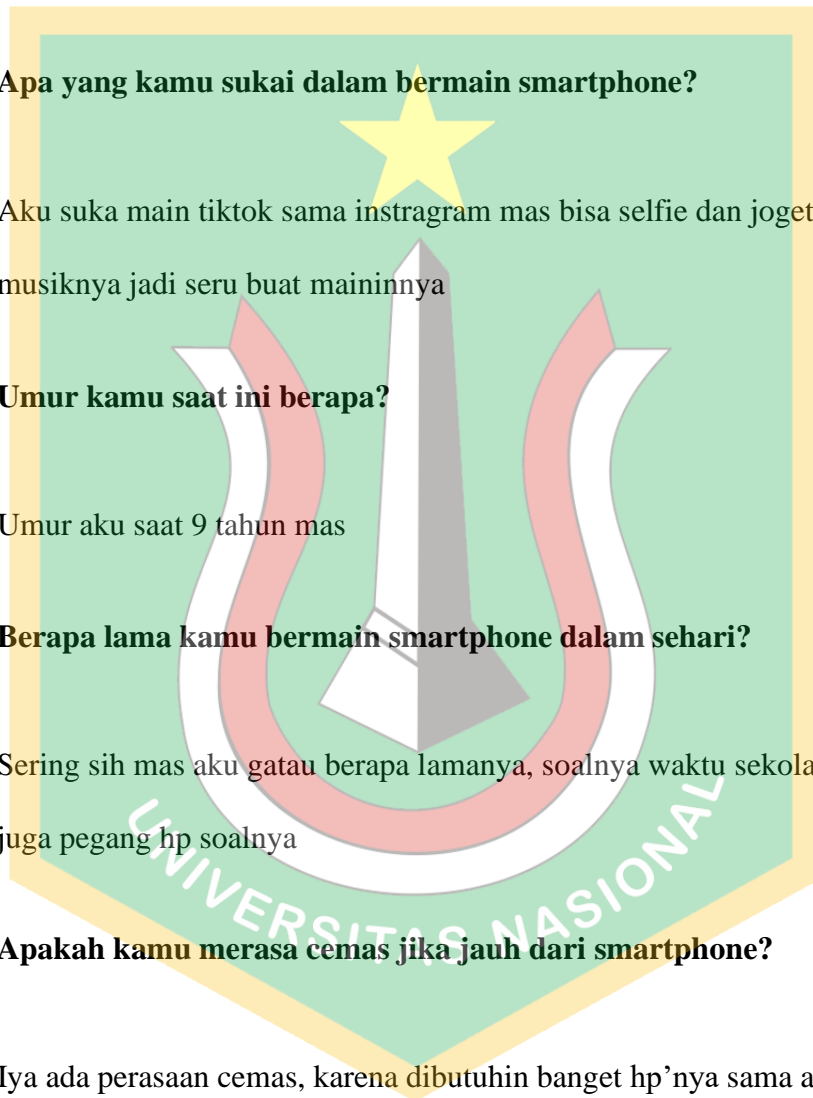 Apa yang kamu sukai dalam bermain smartphone?
Aku suka main tiktok sama instragram mas bisa selfie dan joget
musiknya jadi seru buat maininnya
Umur kamu saat ini berapa?
Umur aku saat 9 tahun mas
Berapa lama kamu bermain smartphone dalam sehari?
Sering sih mas aku gatau berapa lamanya, soalnya waktu sekola
juga pegang hp soalnya
UNIVERSITAS NASIONAL
Apakah kamu merasa cemas jika jauh dari smartphone?
Iya ada perasaan cemas, karena dibutuhin banget hp'nya sama a